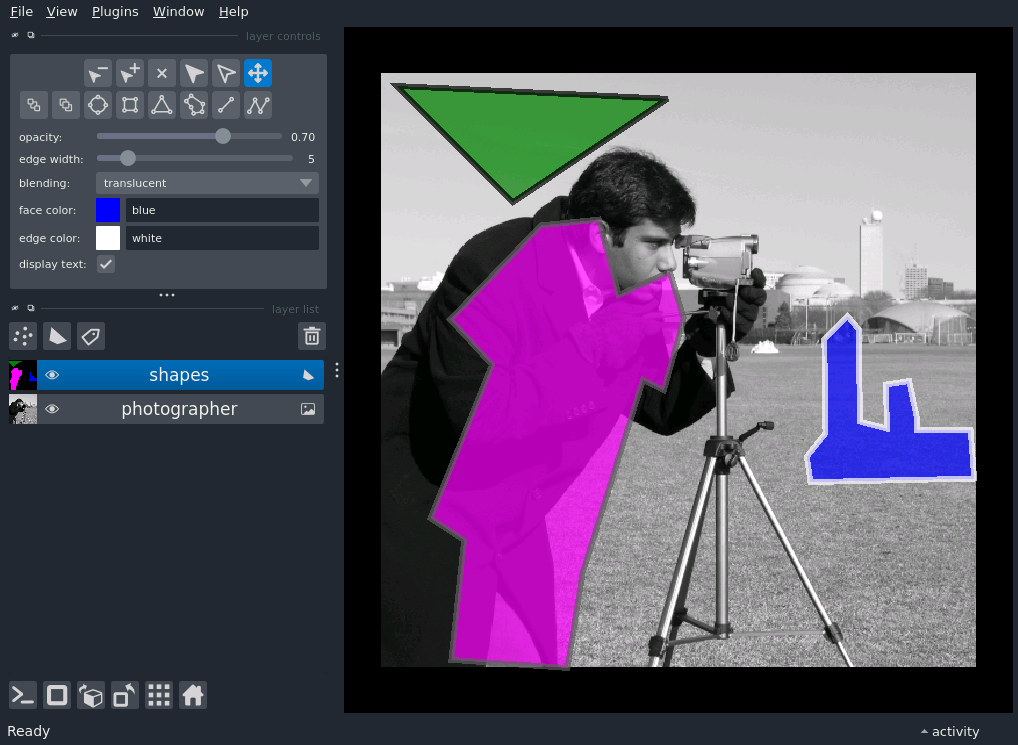 File View Plugins Window Help
layer controls
opacity: 0.70
edge width: 5
blending: translucent
face color: blue
edge color: white
display text:
layer list
shapes
photographer
Ready
activity